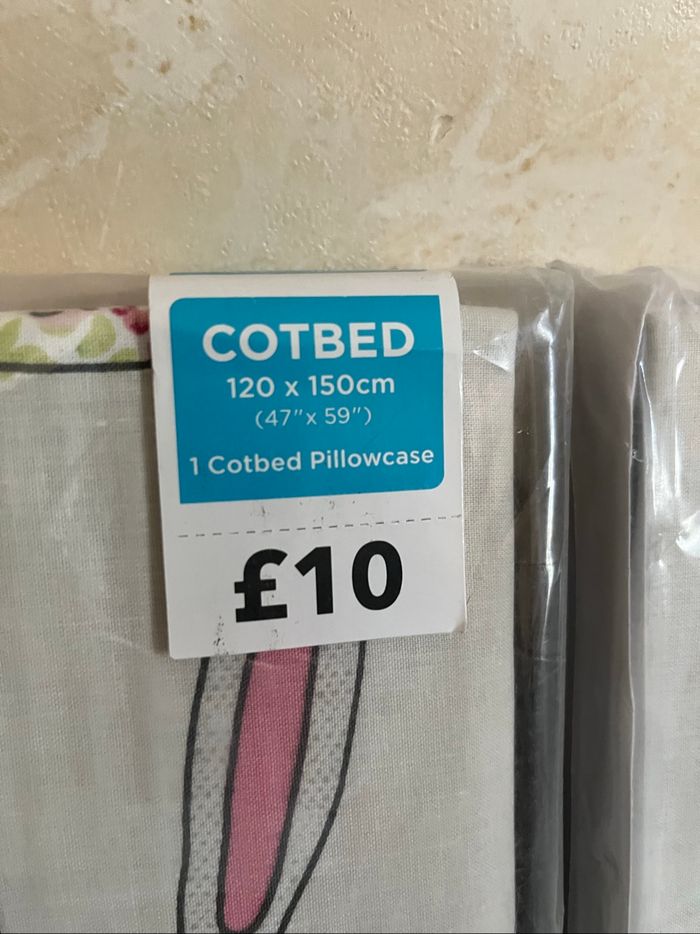 COTBED
120 x 150cm
(47"x 59")
1 Cotbed Pillowcase
£10